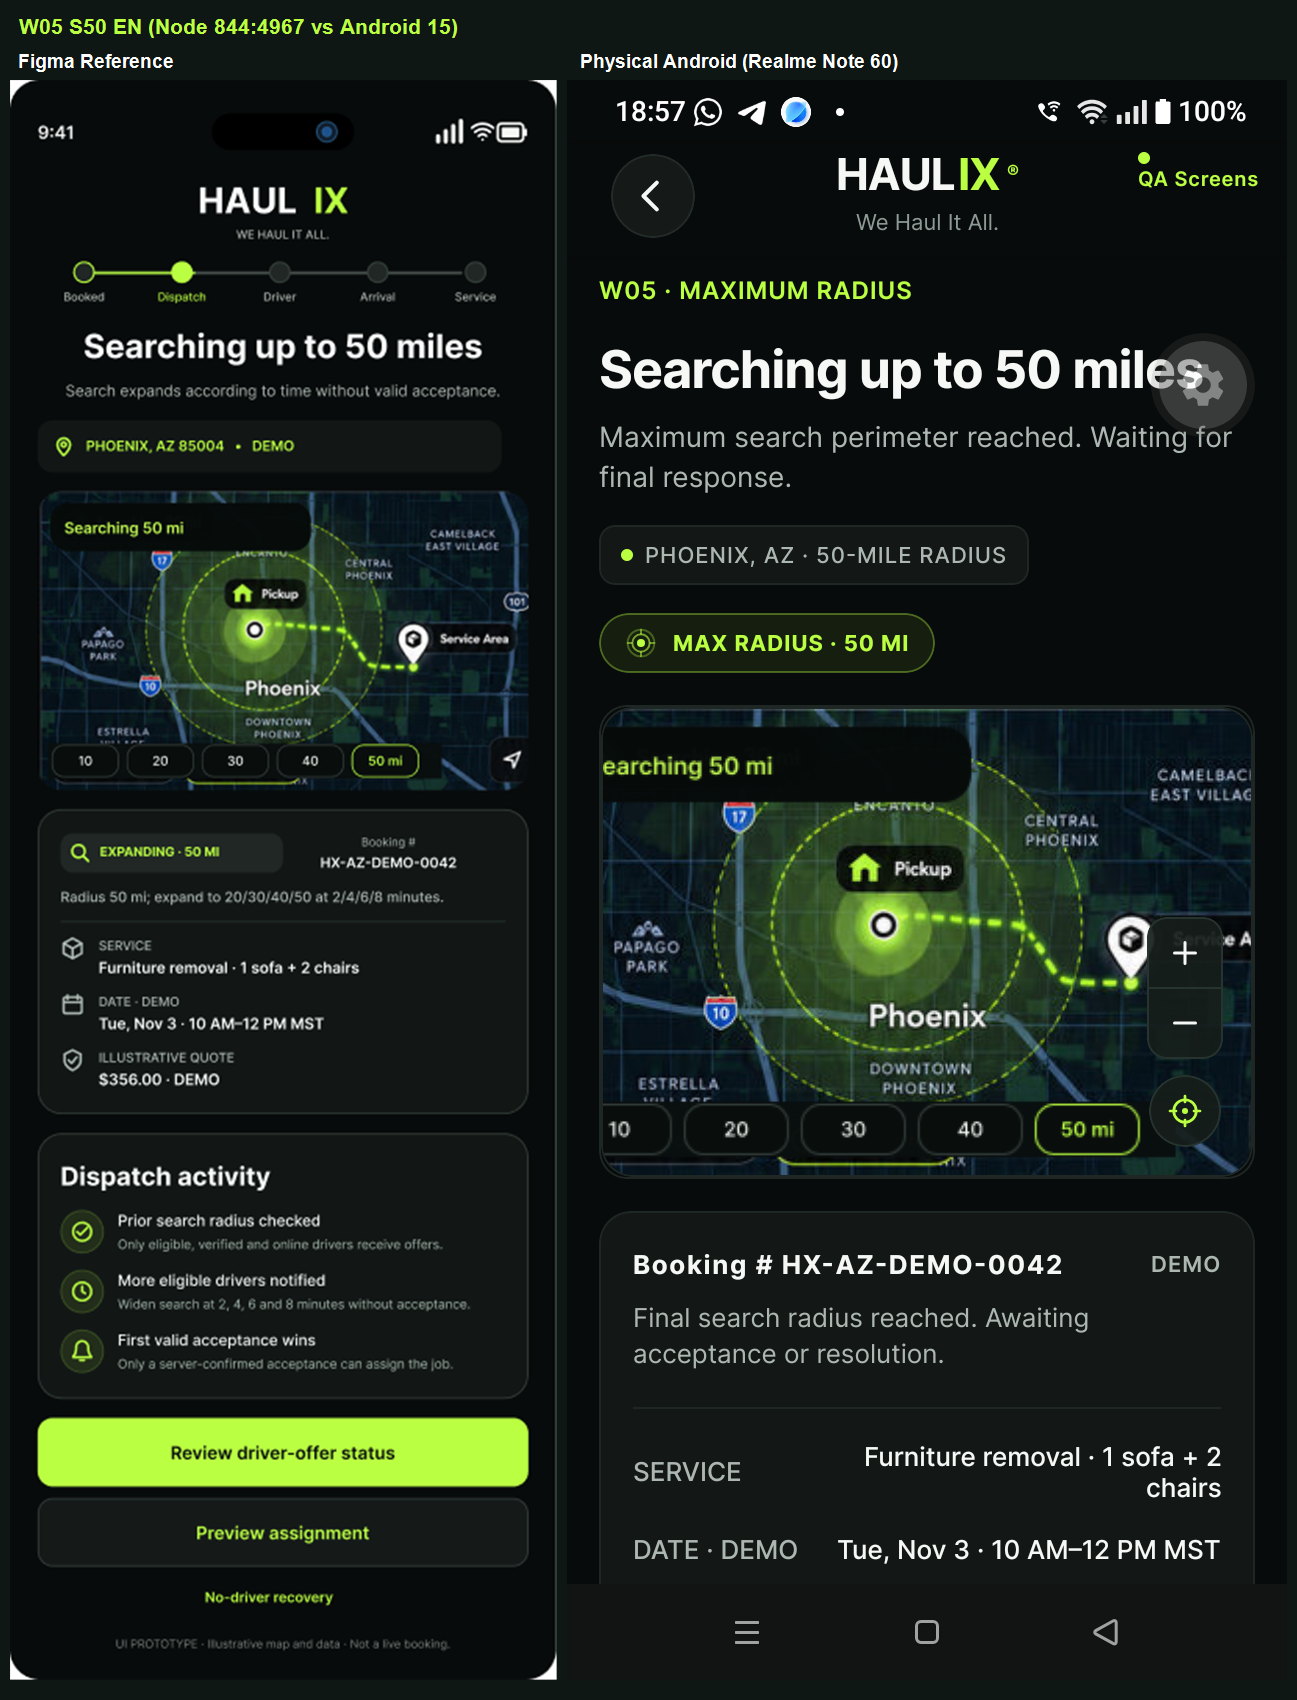 W05 S50 EN (Node 844:4967 vs Android 15)
Figma Reference
9:41
HAUL IX
WE HAUL IT ALL.
Booked Dispatch Driver Arrival Service
Searching up to 50 miles
Search expands according to time without valid acceptance.
PHOENIX, AZ 85004 • DEMO
Searching 50 mi
CAMELBACK
EAST VILLAGE
ENCANTO
17
CENTRAL
PHOENIX
Pickup
101
PAPAGO
PARK
Service Area
10
Phoenix
DOWNTOWN
PHOENIX
ESTRELLA
10 20 30 40 50 mi
EXPANDING · 50 MI
Booking #
HX-AZ-DEMO-0042
Radius 50 mi; expand to 20/30/40/50 at 2/4/6/8 minutes.
SERVICE
Furniture removal · 1 sofa + 2 chairs
DATE · DEMO
Tue, Nov 3 · 10 AM–12 PM MST
ILLUSTRATIVE QUOTE
$356.00 · DEMO
Dispatch activity
Prior search radius checked
Only eligible, verified and online drivers receive offers.
More eligible drivers notified
Widen search at 2, 4, 6 and 8 minutes without acceptance.
First valid acceptance wins
Only a server-confirmed acceptance can assign the job.
Review driver-offer status
Preview assignment
No-driver recovery
UI PROTOTYPE · Illustrative map and data · Not a live booking.
Physical Android (Realme Note 60)
18:57 100%
HAULIX ®
We Haul It All.
QA Screens
W05 · MAXIMUM RADIUS
Searching up to 50 miles
Maximum search perimeter reached. Waiting for
final response.
PHOENIX, AZ · 50-MILE RADIUS
MAX RADIUS · 50 MI
earching 50 mi
CAMELBACK
EAST VILLAG
ENCANTO
17
CENTRAL
PHOENIX
Pickup
PAPAGO
PARK
10
Phoenix
DOWNTOWN
PHOENIX
ESTRELLA
+
−
10 20 30 40 50 mi
Booking # HX-AZ-DEMO-0042 DEMO
Final search radius reached. Awaiting
acceptance or resolution.
SERVICE Furniture removal · 1 sofa + 2
chairs
DATE · DEMO Tue, Nov 3 · 10 AM–12 PM MST